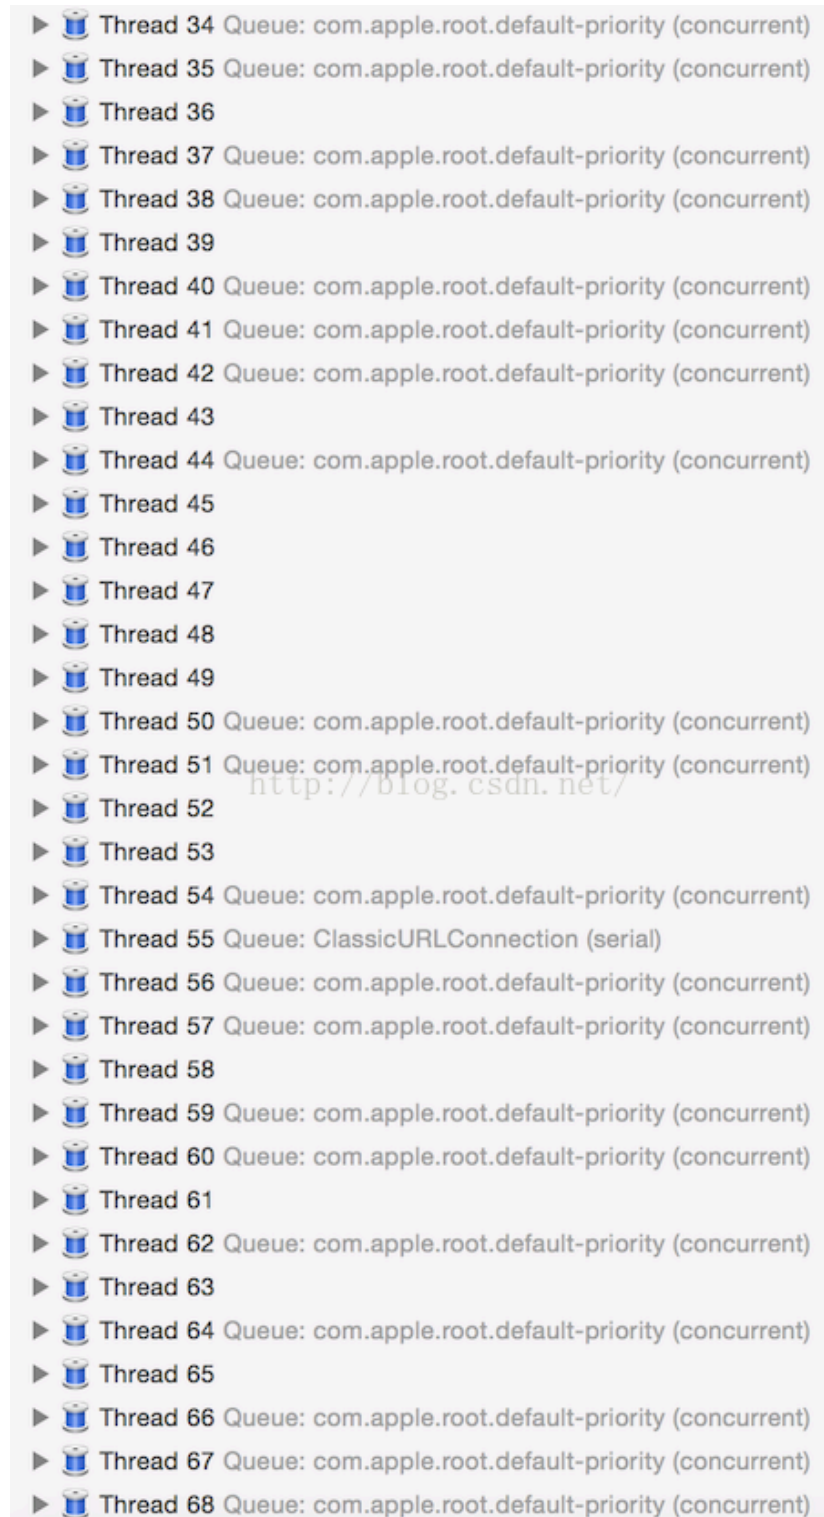 Thread 34 Queue: com.apple.root.default-priority (concurrent)
Thread 35 Queue: com.apple.root.default-priority (concurrent)
Thread 36
Thread 37 Queue: com.apple.root.default-priority (concurrent)
Thread 38 Queue: com.apple.root.default-priority (concurrent)
Thread 39
Thread 40 Queue: com.apple.root.default-priority (concurrent)
Thread 41 Queue: com.apple.root.default-priority (concurrent)
Thread 42 Queue: com.apple.root.default-priority (concurrent)
Thread 43
Thread 44 Queue: com.apple.root.default-priority (concurrent)
Thread 45
Thread 46
Thread 47
Thread 48
Thread 49
Thread 50 Queue: com.apple.root.default-priority (concurrent)
Thread 51 Queue: com.apple.root.default-priority (concurrent)
http://blog.csdn.net/
Thread 52
Thread 53
Thread 54 Queue: com.apple.root.default-priority (concurrent)
Thread 55 Queue: ClassicURLConnection (serial)
Thread 56 Queue: com.apple.root.default-priority (concurrent)
Thread 57 Queue: com.apple.root.default-priority (concurrent)
Thread 58
Thread 59 Queue: com.apple.root.default-priority (concurrent)
Thread 60 Queue: com.apple.root.default-priority (concurrent)
Thread 61
Thread 62 Queue: com.apple.root.default-priority (concurrent)
Thread 63
Thread 64 Queue: com.apple.root.default-priority (concurrent)
Thread 65
Thread 66 Queue: com.apple.root.default-priority (concurrent)
Thread 67 Queue: com.apple.root.default-priority (concurrent)
Thread 68 Queue: com.apple.root.default-priority (concurrent)